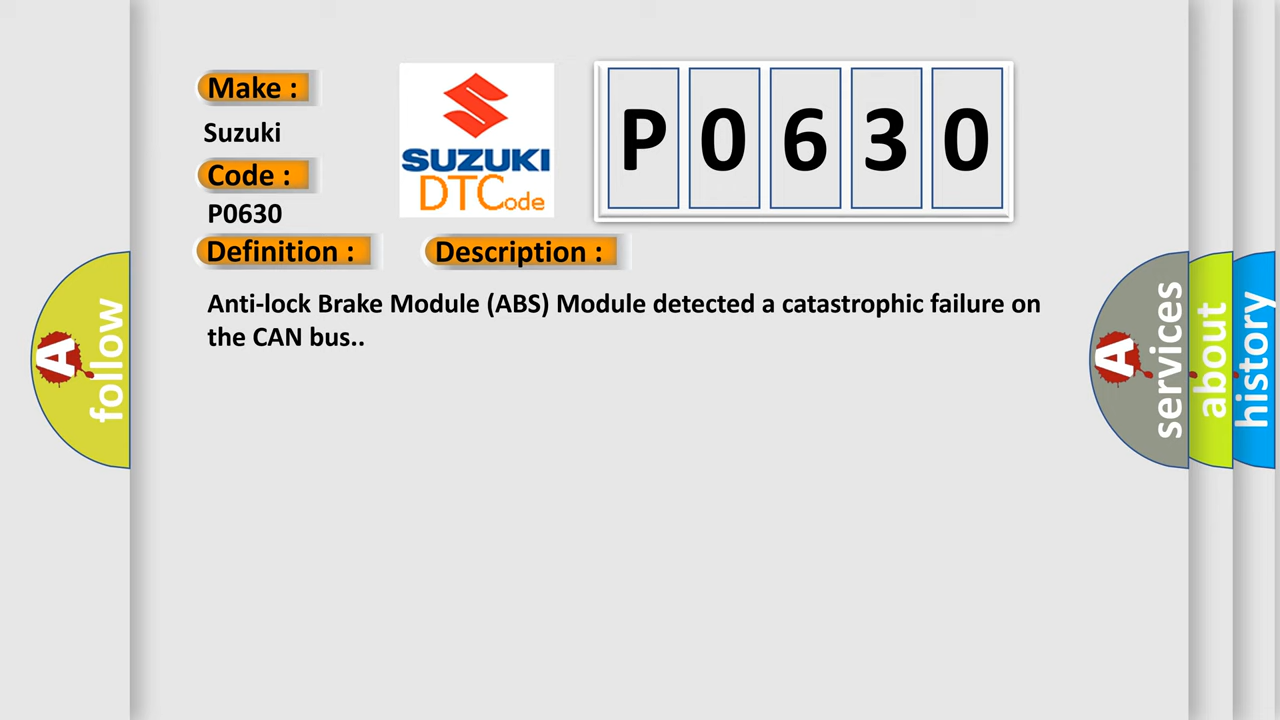 Make :
Suzuki
Code :
P0630
SUZUKI
DTCode
P0630
Definition :
Description :
Anti-lock Brake Module (ABS) Module detected a catastrophic failure on
the CAN bus..
A follow
A services
about
history